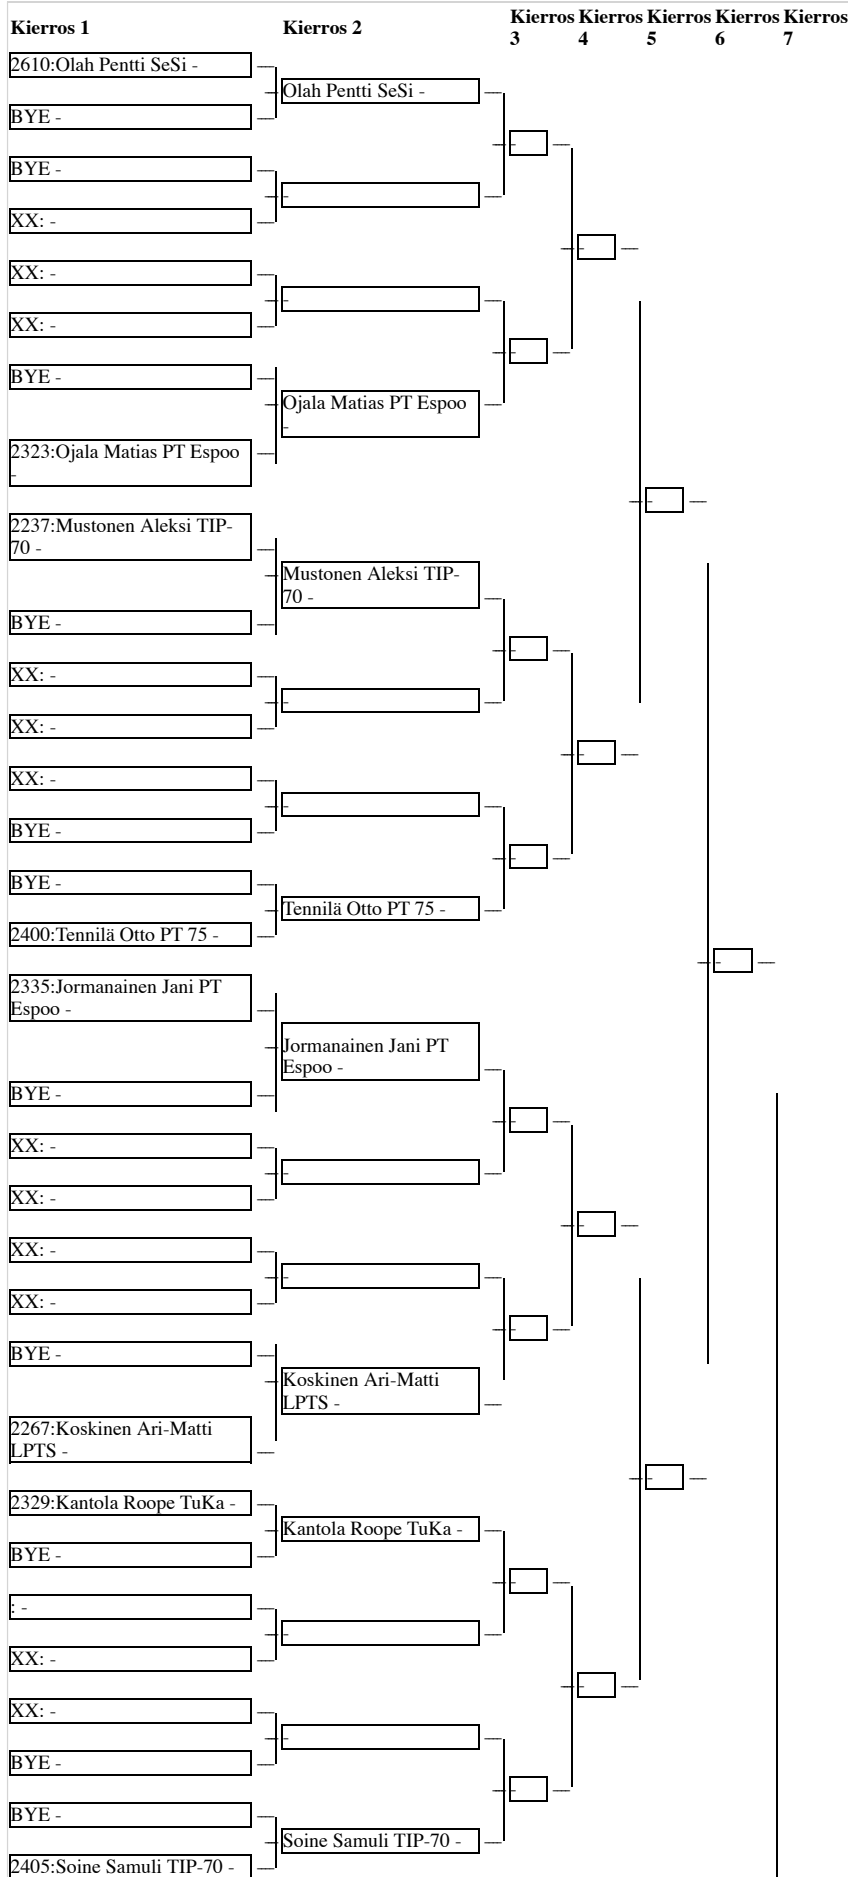 Kierros 1
Kierros 2
Kierros
3
Kierros
4
Kierros
5
Kierros
6
Kierros
7
2610:Olah Pentti SeSi -
Olah Pentti SeSi -
BYE -
-
BYE -
-
XX: -
-
XX: -
-
XX: -
-
BYE -
Ojala Matias PT Espoo
-
2323:Ojala Matias PT Espoo
-
-
2237:Mustonen Aleksi TIP-
70 -
Mustonen Aleksi TIP-
70 -
BYE -
-
XX: -
-
XX: -
-
XX: -
-
BYE -
-
BYE -
Tennilä Otto PT 75 -
2400:Tennilä Otto PT 75 -
-
2335:Jormanainen Jani PT
Espoo -
Jormanainen Jani PT
Espoo -
BYE -
-
XX: -
-
XX: -
-
XX: -
-
XX: -
-
BYE -
Koskinen Ari-Matti
LPTS -
2267:Koskinen Ari-Matti
LPTS -
-
2329:Kantola Roope TuKa -
Kantola Roope TuKa -
BYE -
-
: -
-
XX: -
-
XX: -
-
BYE -
-
BYE -
Soine Samuli TIP-70 -
2405:Soine Samuli TIP-70 -